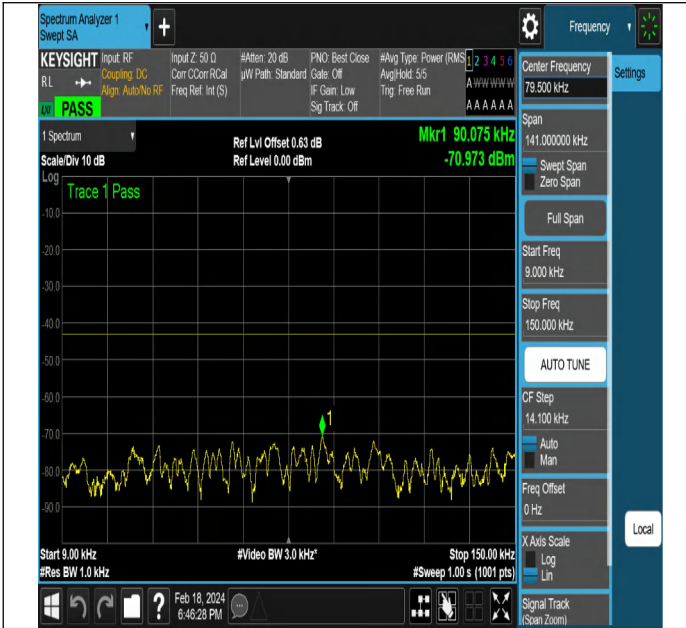 Spectrum Analyzer 1
Swept SA
+
Frequency
KEYSIGHT
RL
LXI
PASS
Input: RF
Coupling: DC
Align: Auto/No RF
Input Z: 50 Ω
Corr CCorr RCal
Freq Ref: Int (S)
#Atten: 20 dB
µW Path: Standard
PNO: Best Close
Gate: Off
IF Gain: Low
Sig Track: Off
#Avg Type: Power (RMS
Avg|Hold: 5/5
Trig: Free Run
1 2 3 4 5 6
A W W W W W
A A A A A A
1 Spectrum
Scale/Div 10 dB
Ref Lvl Offset 0.63 dB
Ref Level 0.00 dBm
Mkr1 90.075 kHz
-70.973 dBm
Log
Trace 1 Pass
-10.0
-20.0
-30.0
-40.0
-50.0
-60.0
-70.0
-80.0
-90.0
1
Start 9.00 kHz
#Res BW 1.0 kHz
#Video BW 3.0 kHz*
Stop 150.00 kHz
#Sweep 1.00 s (1001 pts)
?
Feb 18, 2024
6:46:28 PM
Center Frequency
79.500 kHz
Settings
Span
141.000000 kHz
Swept Span
Zero Span
Full Span
Start Freq
9.000 kHz
Stop Freq
150.000 kHz
AUTO TUNE
CF Step
14.100 kHz
Auto
Man
Freq Offset
0 Hz
X Axis Scale
Log
Lin
Local
Signal Track
(Span Zoom)